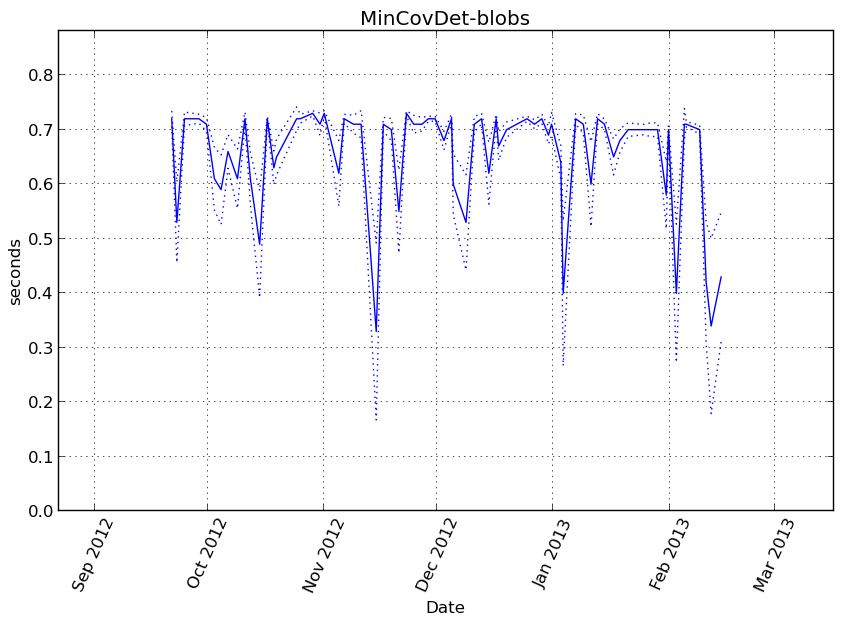 MinCovDet-blobs
0.8
0.7
0.6
0.5
0.4
0.3
0.2
0.1
0.0
seconds
Sep 2012
Oct 2012
Nov 2012
Dec 2012
Jan 2013
Feb 2013
Mar 2013
Date